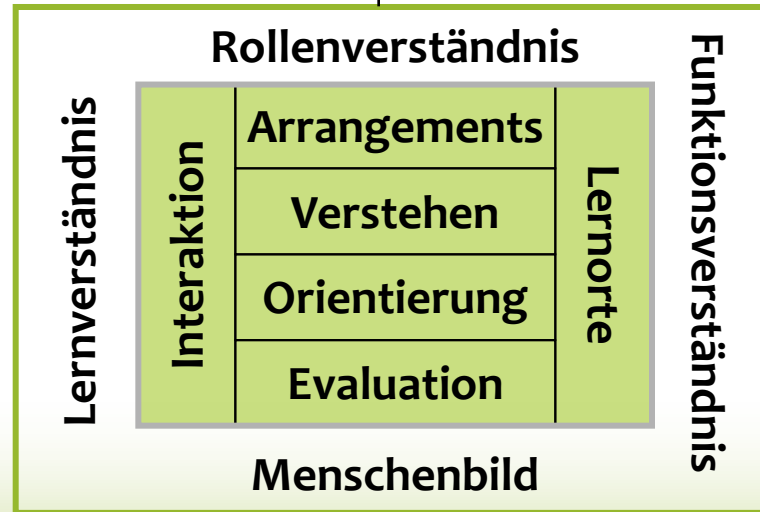 Rollenverständnis
Lernverständnis
Interaktion
Arrangements
Verstehen
Orientierung
Evaluation
Lernorte
Funktionsverständnis
Menschenbild